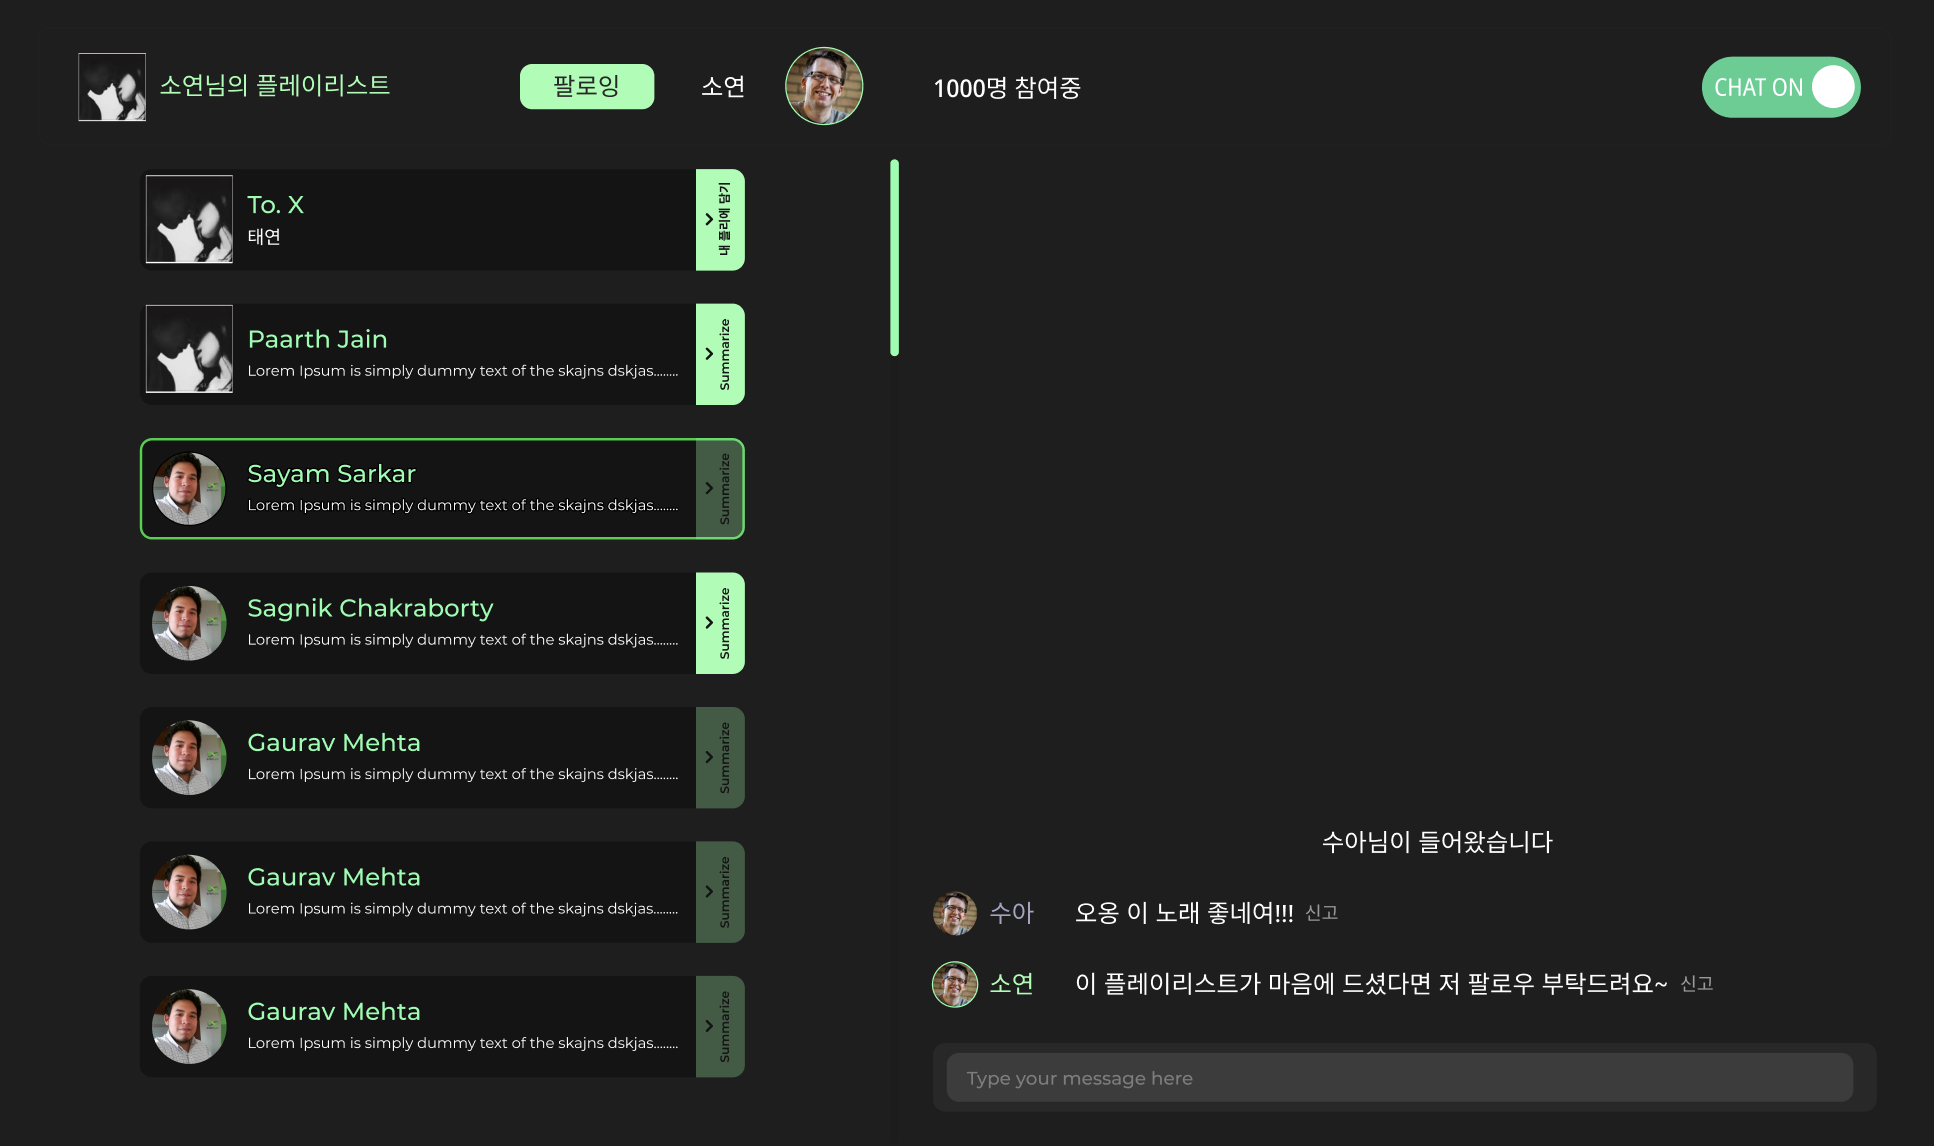 소연님의 플레이리스트
팔로잉
소연
1000명 참여중
CHAT ON
To. X
태연
내 플리에 담기
Paarth Jain
Lorem Ipsum is simply dummy text of the skajns dskjas........
Summarize
Sayam Sarkar
Lorem Ipsum is simply dummy text of the skajns dskjas........
Summarize
Sagnik Chakraborty
Lorem Ipsum is simply dummy text of the skajns dskjas........
Summarize
Gaurav Mehta
Lorem Ipsum is simply dummy text of the skajns dskjas........
Summarize
Gaurav Mehta
Lorem Ipsum is simply dummy text of the skajns dskjas........
Summarize
Gaurav Mehta
Lorem Ipsum is simply dummy text of the skajns dskjas........
Summarize
수아님이 들어왔습니다
수아 오옹 이 노래 좋네여!!! 신고
소연 이 플레이리스트가 마음에 드셨다면 저 팔로우 부탁드려요~ 신고
Type your message here